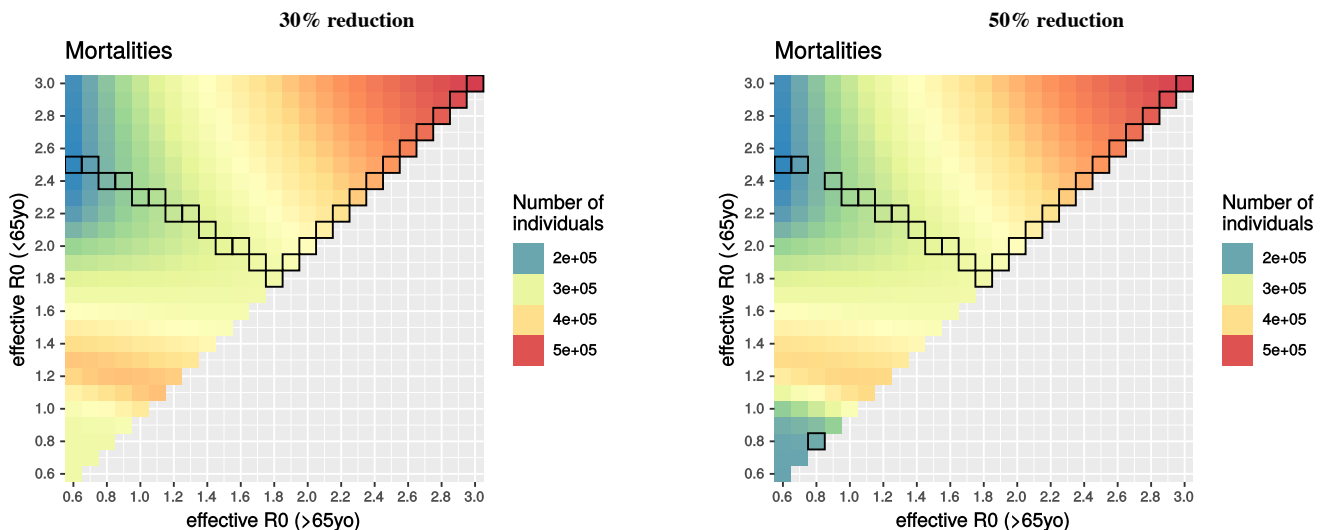 30% reduction
Mortalities
3.0
2.8
2.6
2.4
2.2
2.0
1.8
1.6
1.4
1.2
1.0
0.8
0.6
effective R0 (<65yo)
0.6 0.8 1.0 1.2 1.4 1.6 1.8 2.0 2.2 2.4 2.6 2.8 3.0
effective R0 (>65yo)
Number of
individuals
2e+05
3e+05
4e+05
5e+05
50% reduction
Mortalities
3.0
2.8
2.6
2.4
2.2
2.0
1.8
1.6
1.4
1.2
1.0
0.8
0.6
effective R0 (<65yo)
0.6 0.8 1.0 1.2 1.4 1.6 1.8 2.0 2.2 2.4 2.6 2.8 3.0
effective R0 (>65yo)
Number of
individuals
2e+05
3e+05
4e+05
5e+05